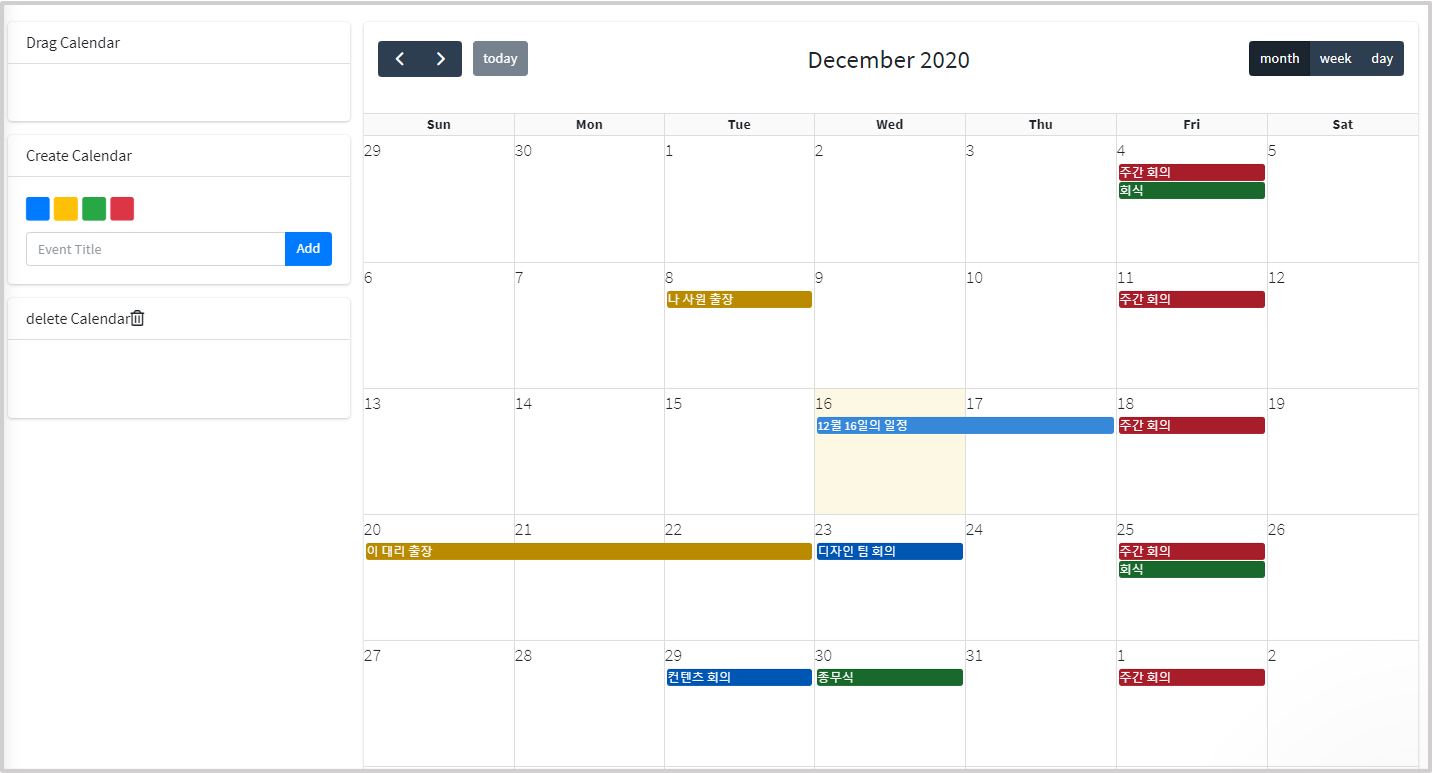 Drag Calendar
Create Calendar
Event Title Add
delete Calendar
today December 2020 month week day
Sun Mon Tue Wed Thu Fri Sat
29 30 1 2 3 4 5
주간 회의
회식
6 7 8 9 10 11 12
나 사원 출장 주간 회의
13 14 15 16 17 18 19
12월 16일의 일정 주간 회의
20 21 22 23 24 25 26
이 대리 출장 디자인 팀 회의 주간 회의
회식
27 28 29 30 31 1 2
컨텐츠 회의 종무식 주간 회의